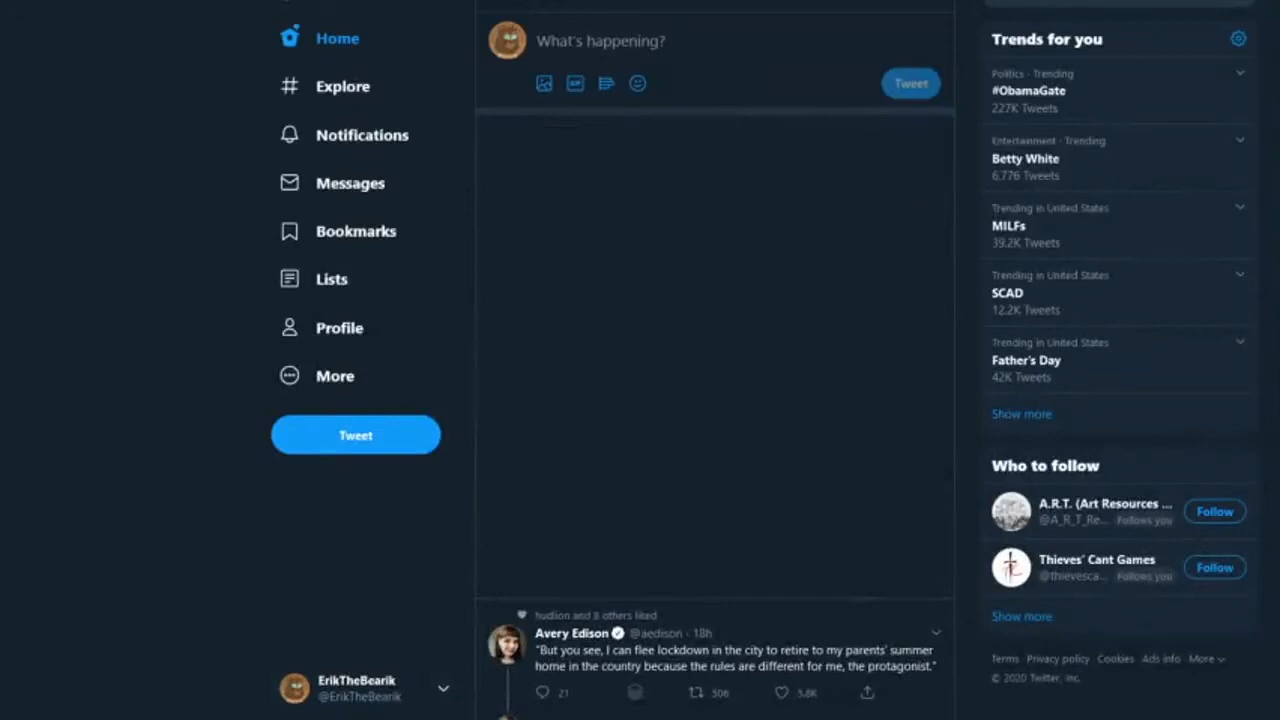 Home
Explore
Notifications
Messages
Bookmarks
Lists
Profile
More
Tweet
ErikTheBearik
@ErikTheBearik
What's happening?
GIF
Tweet
hudlion and 8 others liked
Avery Edison @aedison · 18h
"But you see, I can flee lockdown in the city to retire to my parents' summer
home in the country because the rules are different for me, the protagonist."
21 506 5.8K
Trends for you
Politics · Trending
#ObamaGate
227K Tweets
Entertainment · Trending
Betty White
6,776 Tweets
Trending in United States
MILFs
39.2K Tweets
Trending in United States
SCAD
12.2K Tweets
Trending in United States
Father's Day
42K Tweets
Show more
Who to follow
A.R.T. (Art Resources ...
@A_R_T_Re... Follows you
Follow
Thieves' Cant Games
@thievesca... Follows you
Follow
Show more
Terms Privacy policy Cookies Ads info More
© 2020 Twitter, Inc.